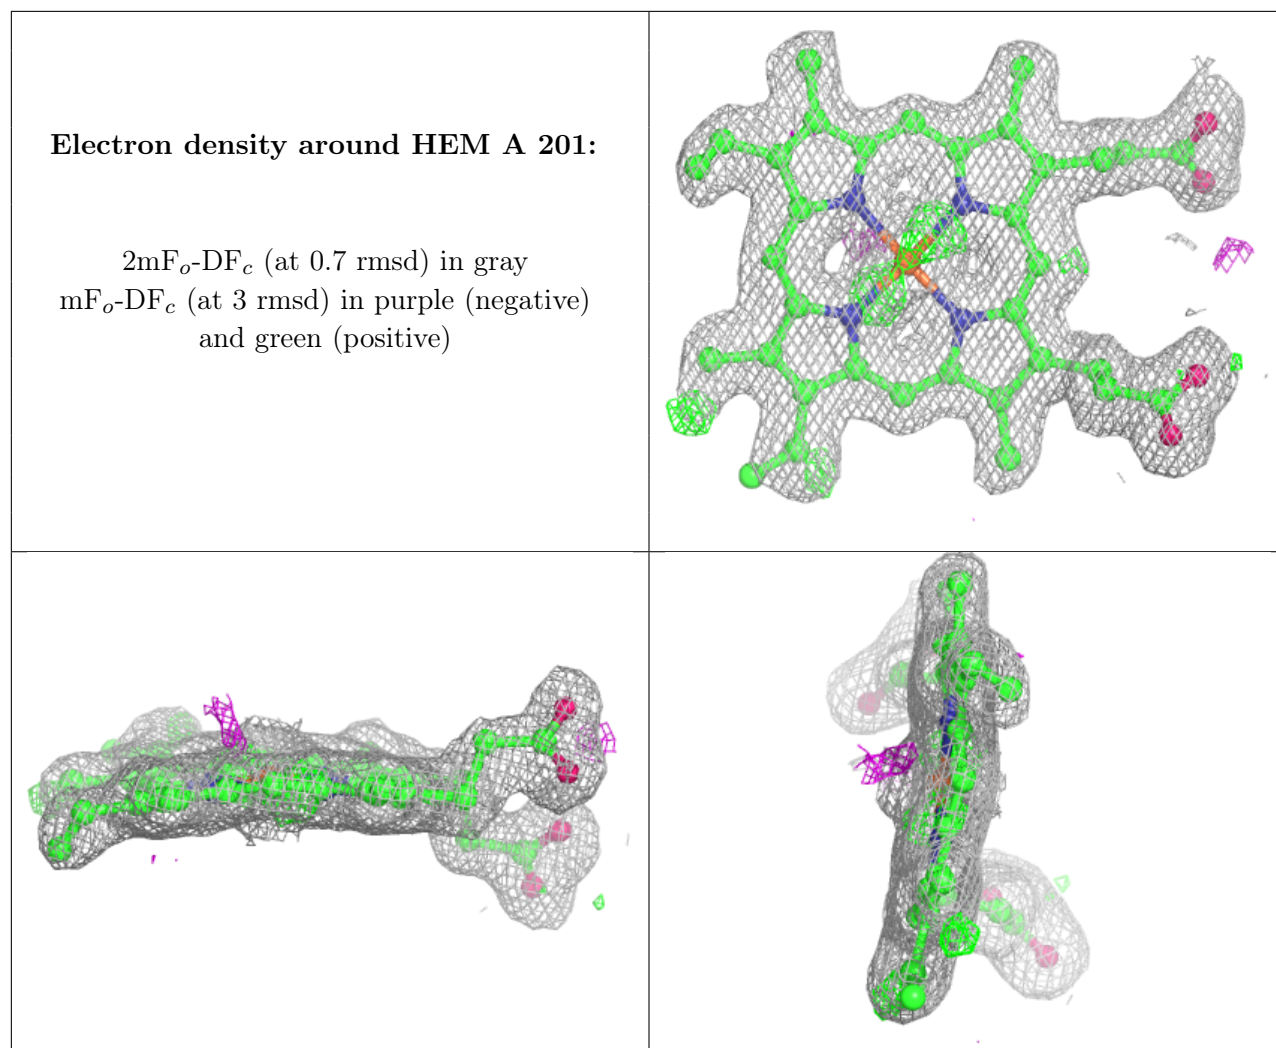 Electron density around HEM A 201:
2mFₒ-DF𝑐 (at 0.7 rmsd) in gray
mFₒ-DF𝑐 (at 3 rmsd) in purple (negative)
and green (positive)